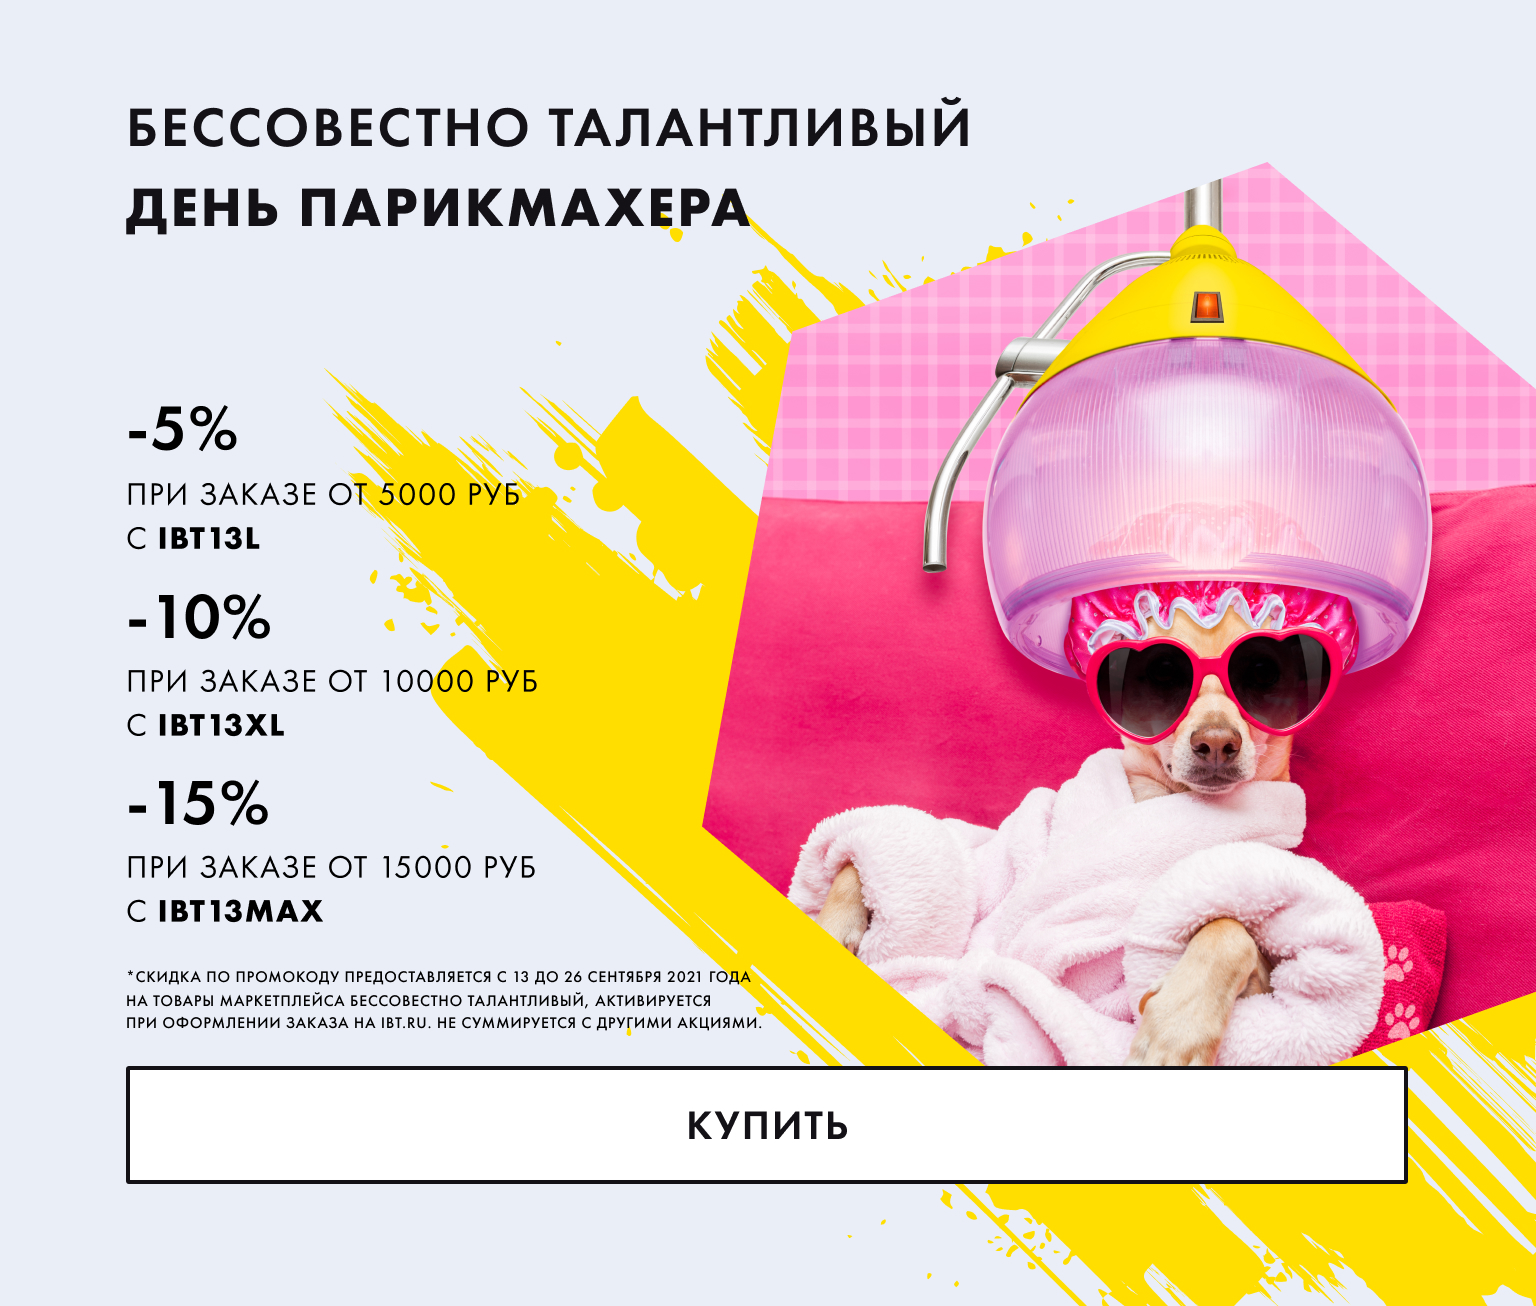 БЕССОВЕСТНО ТАЛАНТЛИВЫЙ
ДЕНЬ ПАРИКМАХЕРА
-5%
ПРИ ЗАКАЗЕ ОТ 5000 РУБ
С IBT13L
-10%
ПРИ ЗАКАЗЕ ОТ 10000 РУБ
С IBT13XL
-15%
ПРИ ЗАКАЗЕ ОТ 15000 РУБ
С IBT13MAX
*СКИДКА ПО ПРОМОКОДУ ПРЕДОСТАВЛЯЕТСЯ С 13 ДО 26 СЕНТЯБРЯ 2021 ГОДА
НА ТОВАРЫ МАРКЕТПЛЕЙСА БЕССОВЕСТНО ТАЛАНТЛИВЫЙ, АКТИВИРУЕТСЯ
ПРИ ОФОРМЛЕНИИ ЗАКАЗА НА IBT.RU. НЕ СУММИРУЕТСЯ С ДРУГИМИ АКЦИЯМИ.
КУПИТЬ